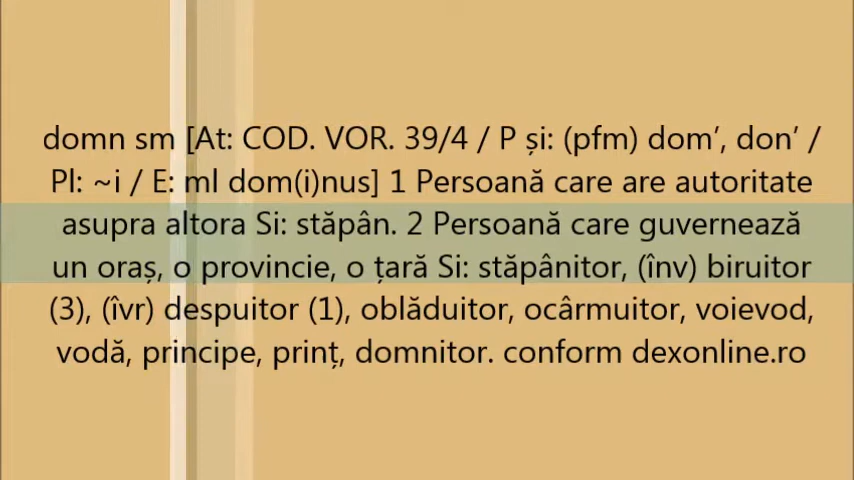 domn sm [At: COD. VOR. 39/4 / P și: (pfm) dom′, don′ /
Pl: ~i / E: ml dom(i)nus] 1 Persoană care are autoritate
asupra altora Si: stăpân. 2 Persoană care guvernează
un oraș, o provincie, o țară Si: stăpânitor, (înv) biruitor
(3), (îvr) despuitor (1), oblăduitor, ocârmuitor, voievod,
vodă, principe, prinț, domnitor. conform dexonline.ro